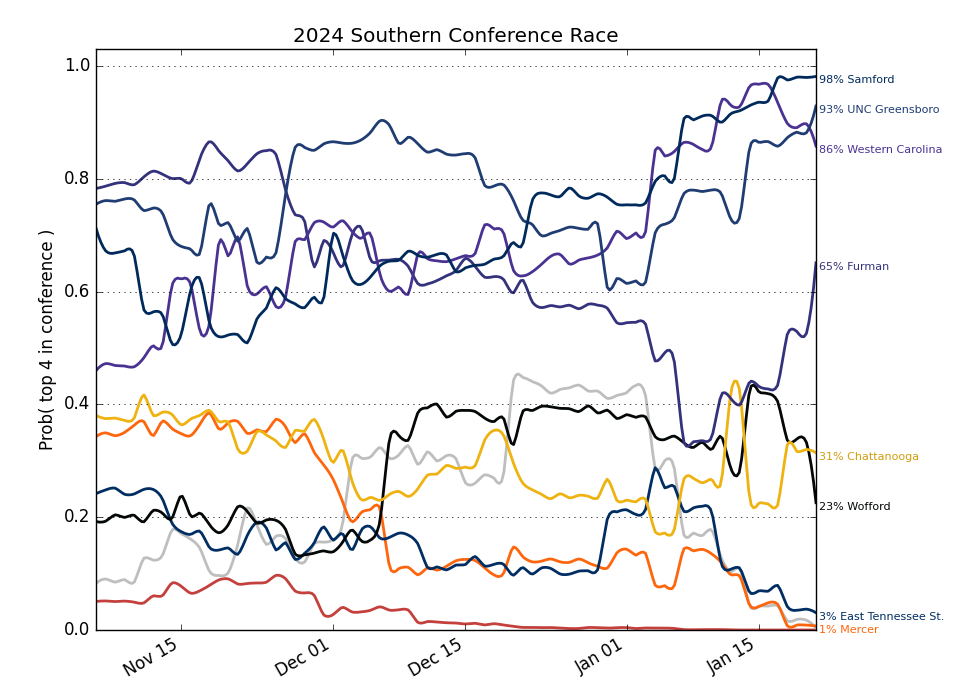 2024 Southern Conference Race
Prob( top 4 in conference )
1.0
0.8
0.6
0.4
0.2
0.0
Nov 15
Dec 01
Dec 15
Jan 01
Jan 15
98% Samford
93% UNC Greensboro
86% Western Carolina
65% Furman
31% Chattanooga
23% Wofford
3% East Tennessee St.
1% Mercer